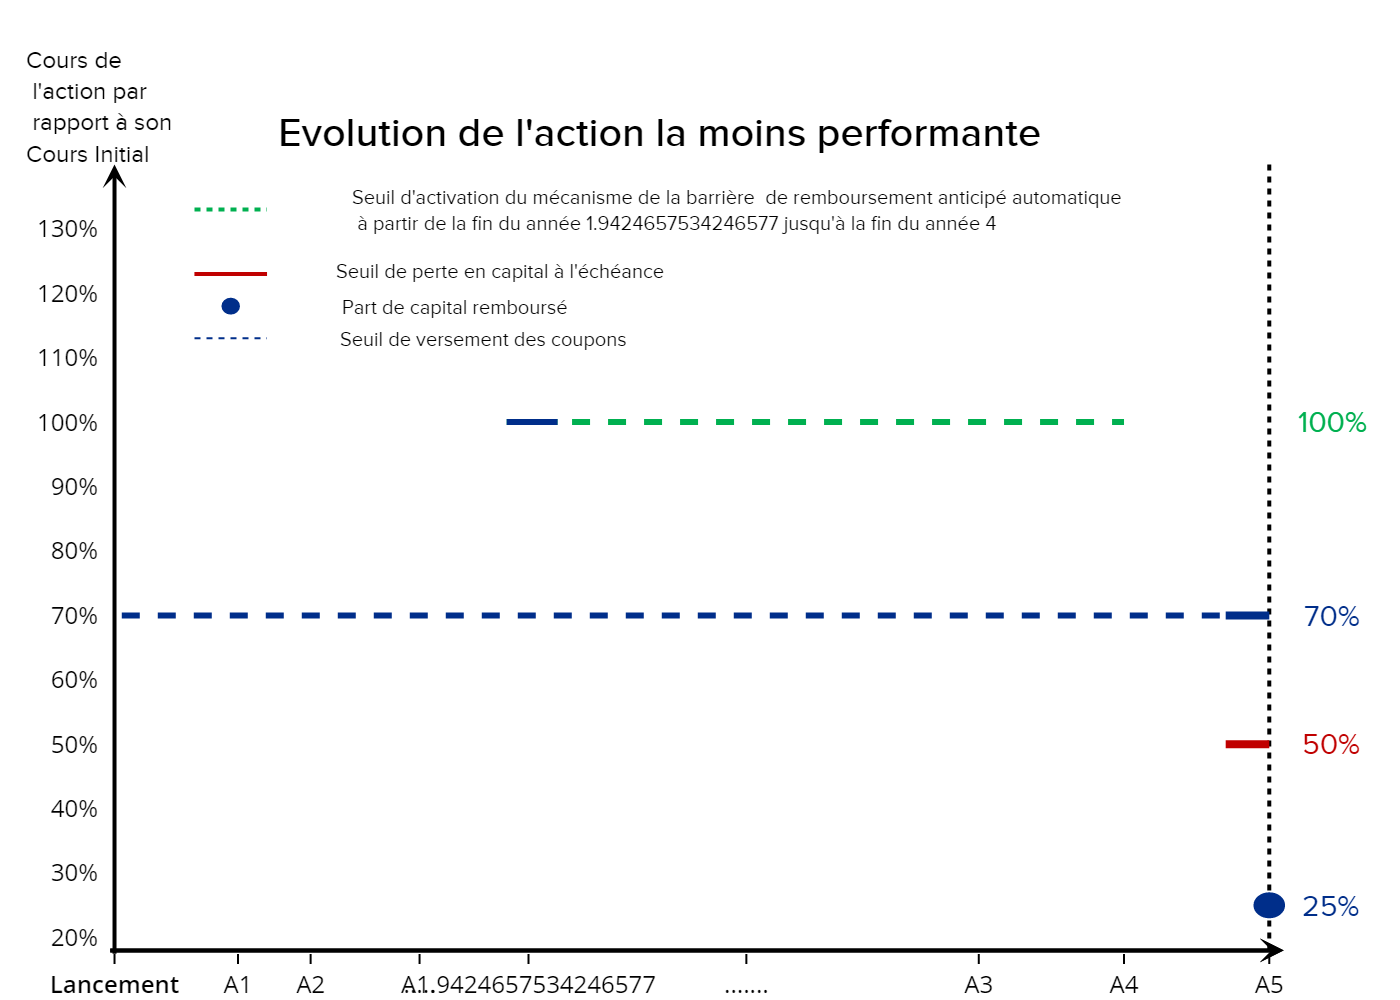 Cours de
l'action par
rapport à son
Cours Initial
Evolution de l'action la moins performante
Seuil d'activation du mécanisme de la barrière  de remboursement anticipé automatique
à partir de la fin du année 1.9424657534246577 jusqu'à la fin du année 4
Seuil de perte en capital à l'échéance
Part de capital remboursé
Seuil de versement des coupons
130%
120%
110%
100%
100%
90%
80%
70%
70%
60%
50%
50%
40%
30%
25%
20%
Lancement A1 A2 .... A1.9424657534246577 ....... A3 A4 A5